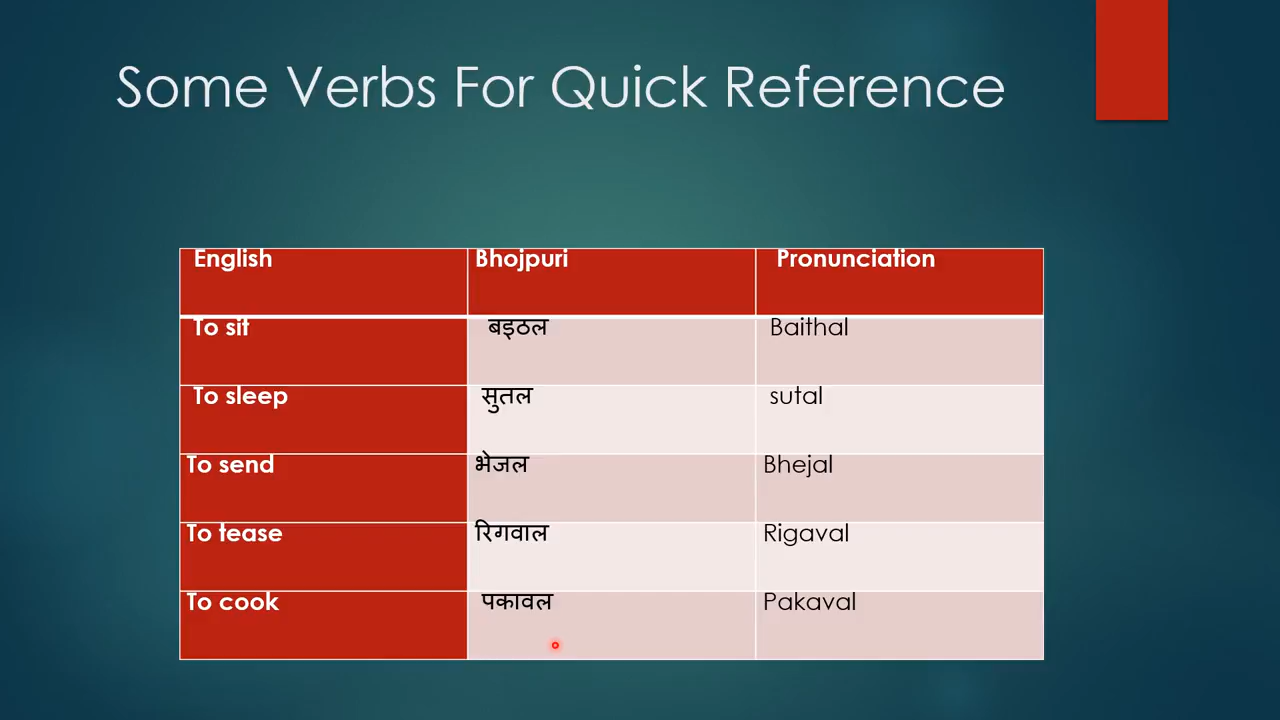 Some Verbs For Quick Reference
English Bhojpuri Pronunciation
To sit बइठल Baithal
To sleep सुतल sutal
To send भेजल Bhejal
To tease रिगवाल Rigaval
To cook पकावल Pakaval